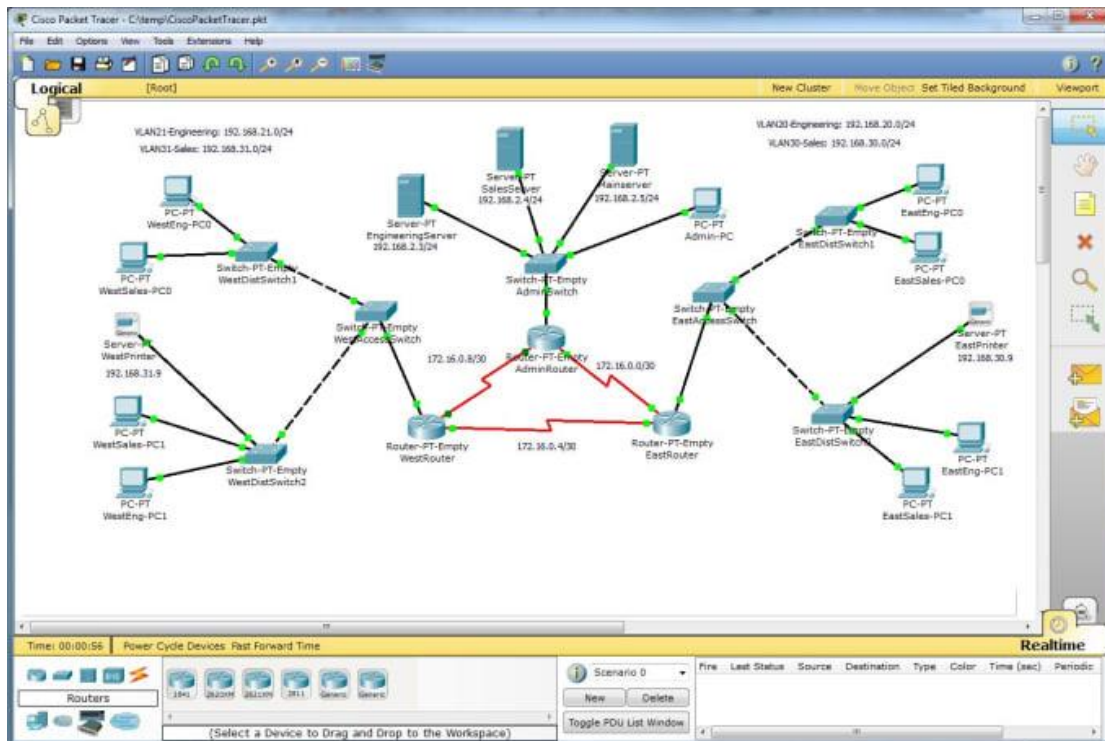 Cisco Packet Tracer - C:\temp\CiscoPacketTracer.pkt
File Edit Options View Tools Extensions Help
Logical
[Root]
New Cluster
Move Object
Set Tiled Background
Viewport
VLAN21-Engineering: 192.168.21.0/24
VLAN31-Sales: 192.168.31.0/24
VLAN20-Engineering: 192.168.20.0/24
VLAN30-Sales: 192.168.30.0/24
Server-PT
SalesServer
192.168.2.4/24
Server-PT
Mainserver
192.168.2.5/24
PC-PT
WestEng-PC0
Server-PT
EngineeringServer
192.168.2.3/24
PC-PT
Admin-PC
PC-PT
EastEng-PC0
Switch-PT-Empty
EastDistSwitch1
PC-PT
WestSales-PC0
Switch-PT-Empty
WestDistSwitch1
Switch-PT-Empty
AdminSwitch
PC-PT
EastSales-PC0
Switch-PT-Empty
WestAccessSwitch
Switch-PT-Empty
EastAccessSwitch
WestPrinter
192.168.31.9
Server-PT
EastPrinter
192.168.30.9
Router-PT-Empty
AdminRouter
172.16.0.8/30
172.16.0.0/30
PC-PT
WestSales-PC1
Router-PT-Empty
WestRouter
172.16.0.4/30
Router-PT-Empty
EastRouter
Switch-PT-Empty
Switch-PT-Empty
WestDistSwitch2
PC-PT
EastEng-PC1
PC-PT
WestEng-PC1
PC-PT
EastSales-PC1
Time: 00:00:56
Power Cycle Devices
Fast Forward Time
Realtime
Routers
1841
2620XM
2621XM
2811
Generic
Generic
(Select a Device to Drag and Drop to the Workspace)
Scenario 0
New
Delete
Toggle PDU List Window
Fire Last Status Source Destination Type Color Time (sec) Periodic